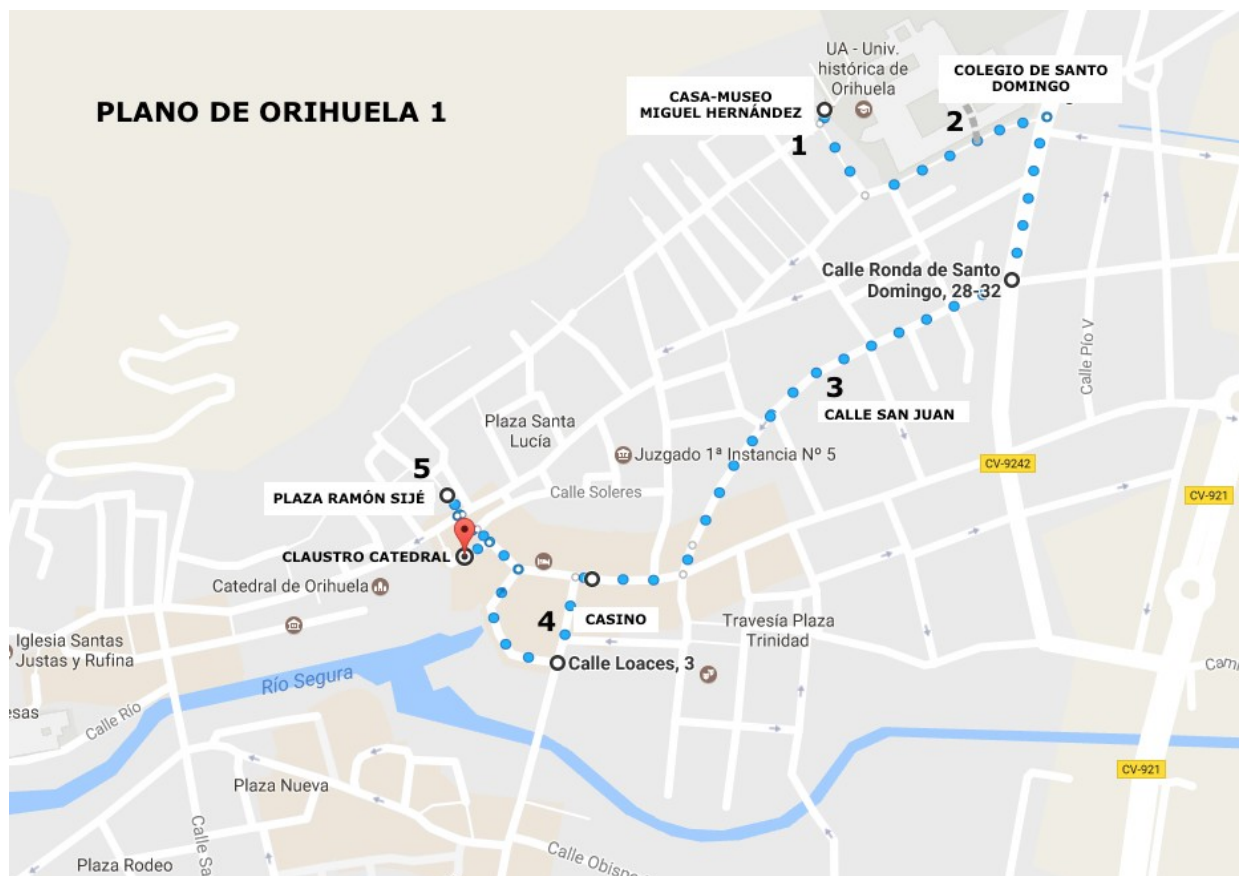 PLANO DE ORIHUELA 1
UA - Univ.
histórica de
Orihuela
COLEGIO DE SANTO
DOMINGO
CASA-MUSEO
MIGUEL HERNÁNDEZ
1
2
Calle Ronda de Santo
Domingo, 28-32
Calle Pío V
3
CALLE SAN JUAN
Plaza Santa
Lucía
Juzgado 1ª Instancia Nº 5
CV-9242
CV-921
5
PLAZA RAMÓN SIJÉ
Calle Soleres
CLAUSTRO CATEDRAL
Catedral de Orihuela
4
CASINO
Travesía Plaza
Trinidad
Iglesia Santas
Justas y Rufina
Calle Loaces, 3
Río Segura
Calle Río
CV-921
Plaza Nueva
Plaza Rodeo